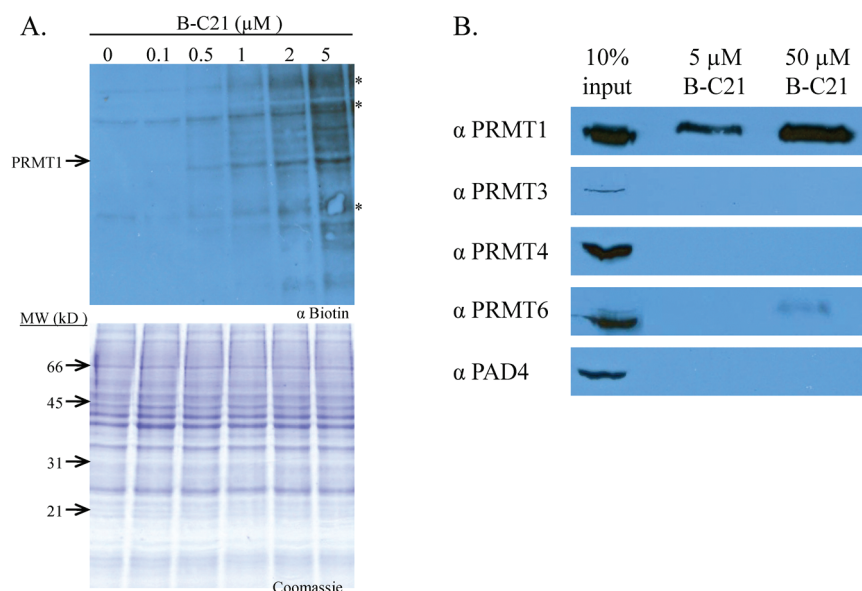 A.
B-C21 (µM )
0 0.1 0.5 1 2 5
*
*
PRMT1
*
α Biotin
MW (kD )
66
45
31
21
Coomassie
B.
10% input
5 µM B-C21
50 µM B-C21
α PRMT1
α PRMT3
α PRMT4
α PRMT6
α PAD4